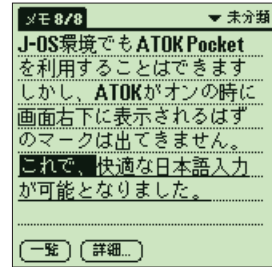 メモ 8/8 ▼ 未分類
J-OS環境でもATOK Pocket
を利用することはできます
しかし、ATOKがオンの時に
画面右下に表示されるはず
のマークは出てきません。
これで、快適な日本語入力
が可能となりました。
一覧 詳細...